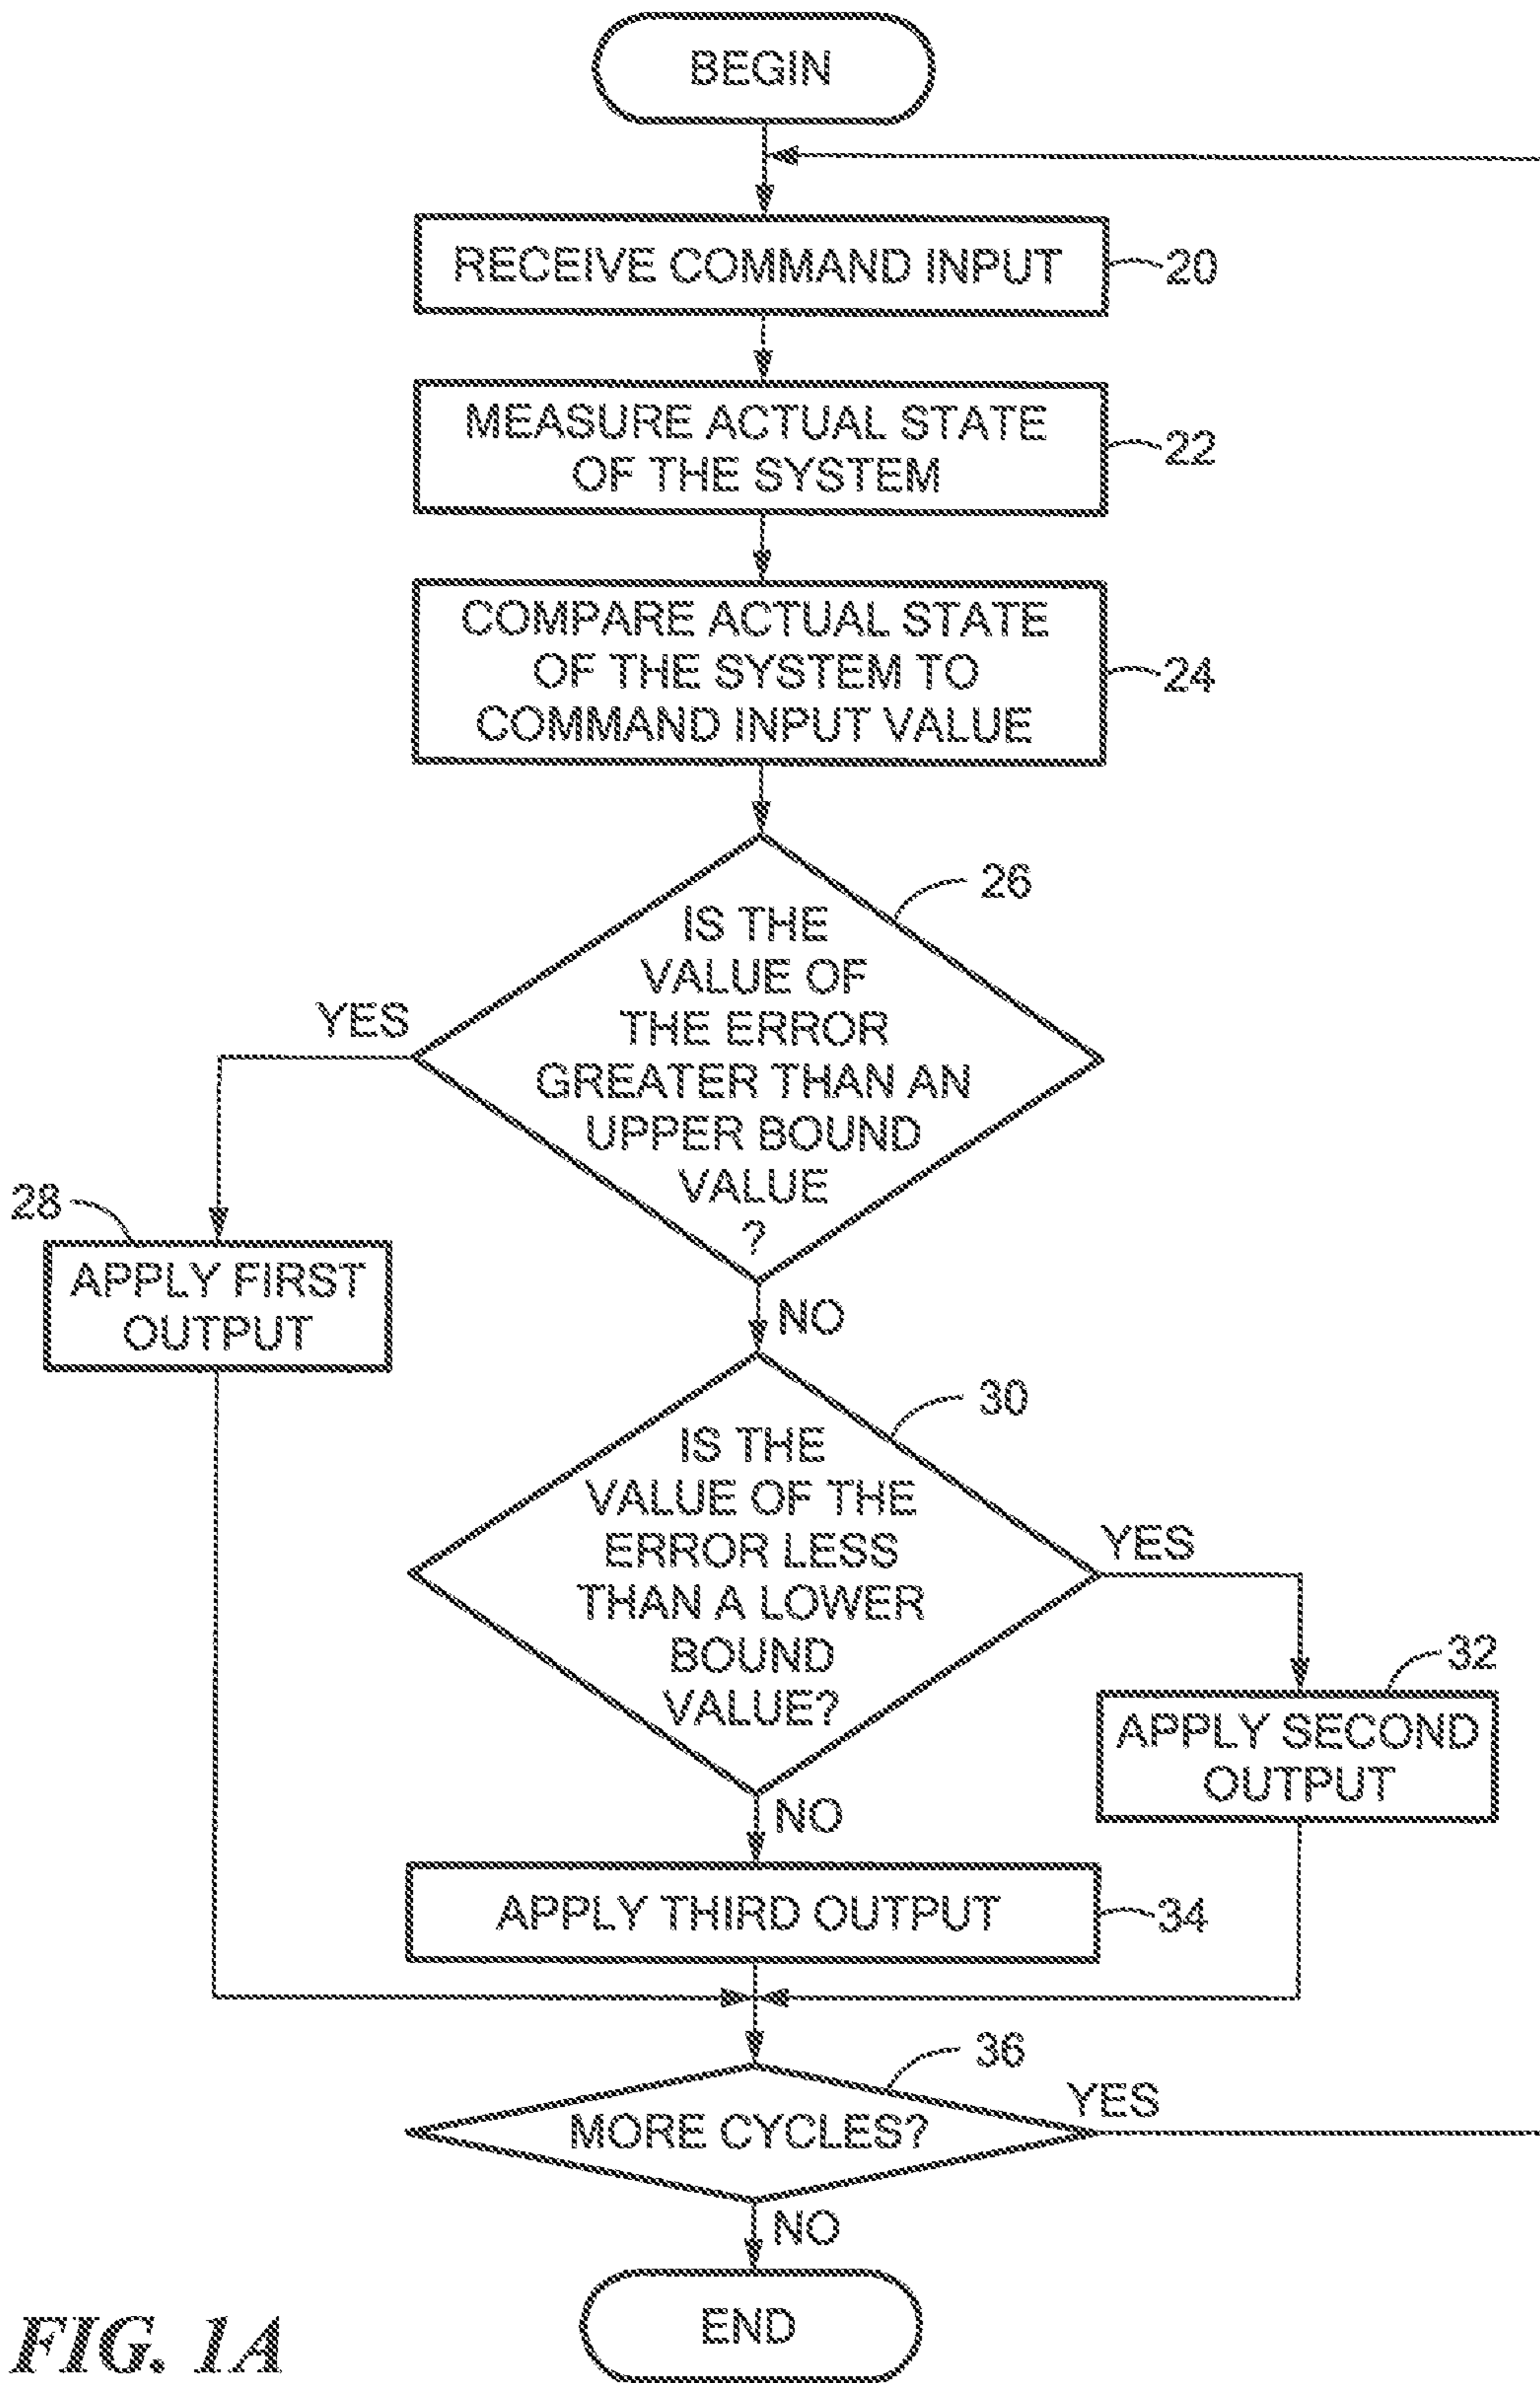 BEGIN
RECEIVE COMMAND INPUT
20
MEASURE ACTUAL STATE
OF THE SYSTEM
22
COMPARE ACTUAL STATE
OF THE SYSTEM TO
COMMAND INPUT VALUE
24
26
IS THE
VALUE OF
THE ERROR
GREATER THAN AN
UPPER BOUND
VALUE
?
YES
28
APPLY FIRST
OUTPUT
NO
30
IS THE
VALUE OF THE
ERROR LESS
THAN A LOWER
BOUND
VALUE?
YES
32
APPLY SECOND
OUTPUT
NO
APPLY THIRD OUTPUT
34
36
MORE CYCLES?
YES
NO
END
FIG. 1A